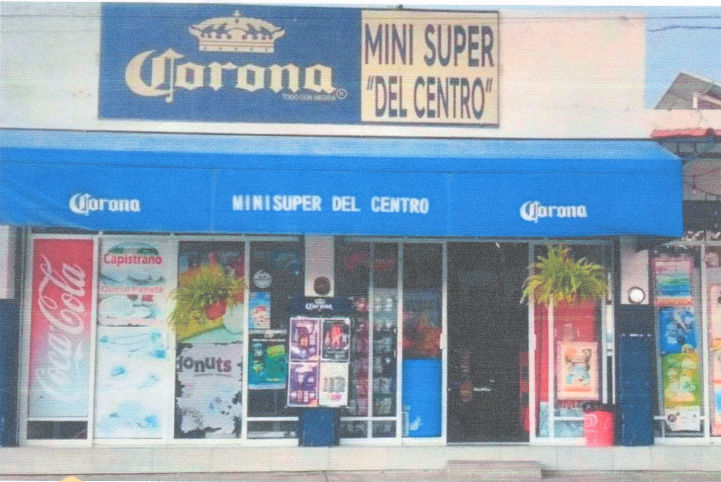 Corona
TODO CON MEDIDA
MINI SUPER
"DEL CENTRO"
Corona
MINISUPER DEL CENTRO
Corona
Coca-Cola
Capistrano
Queso Panela
donuts
Corona